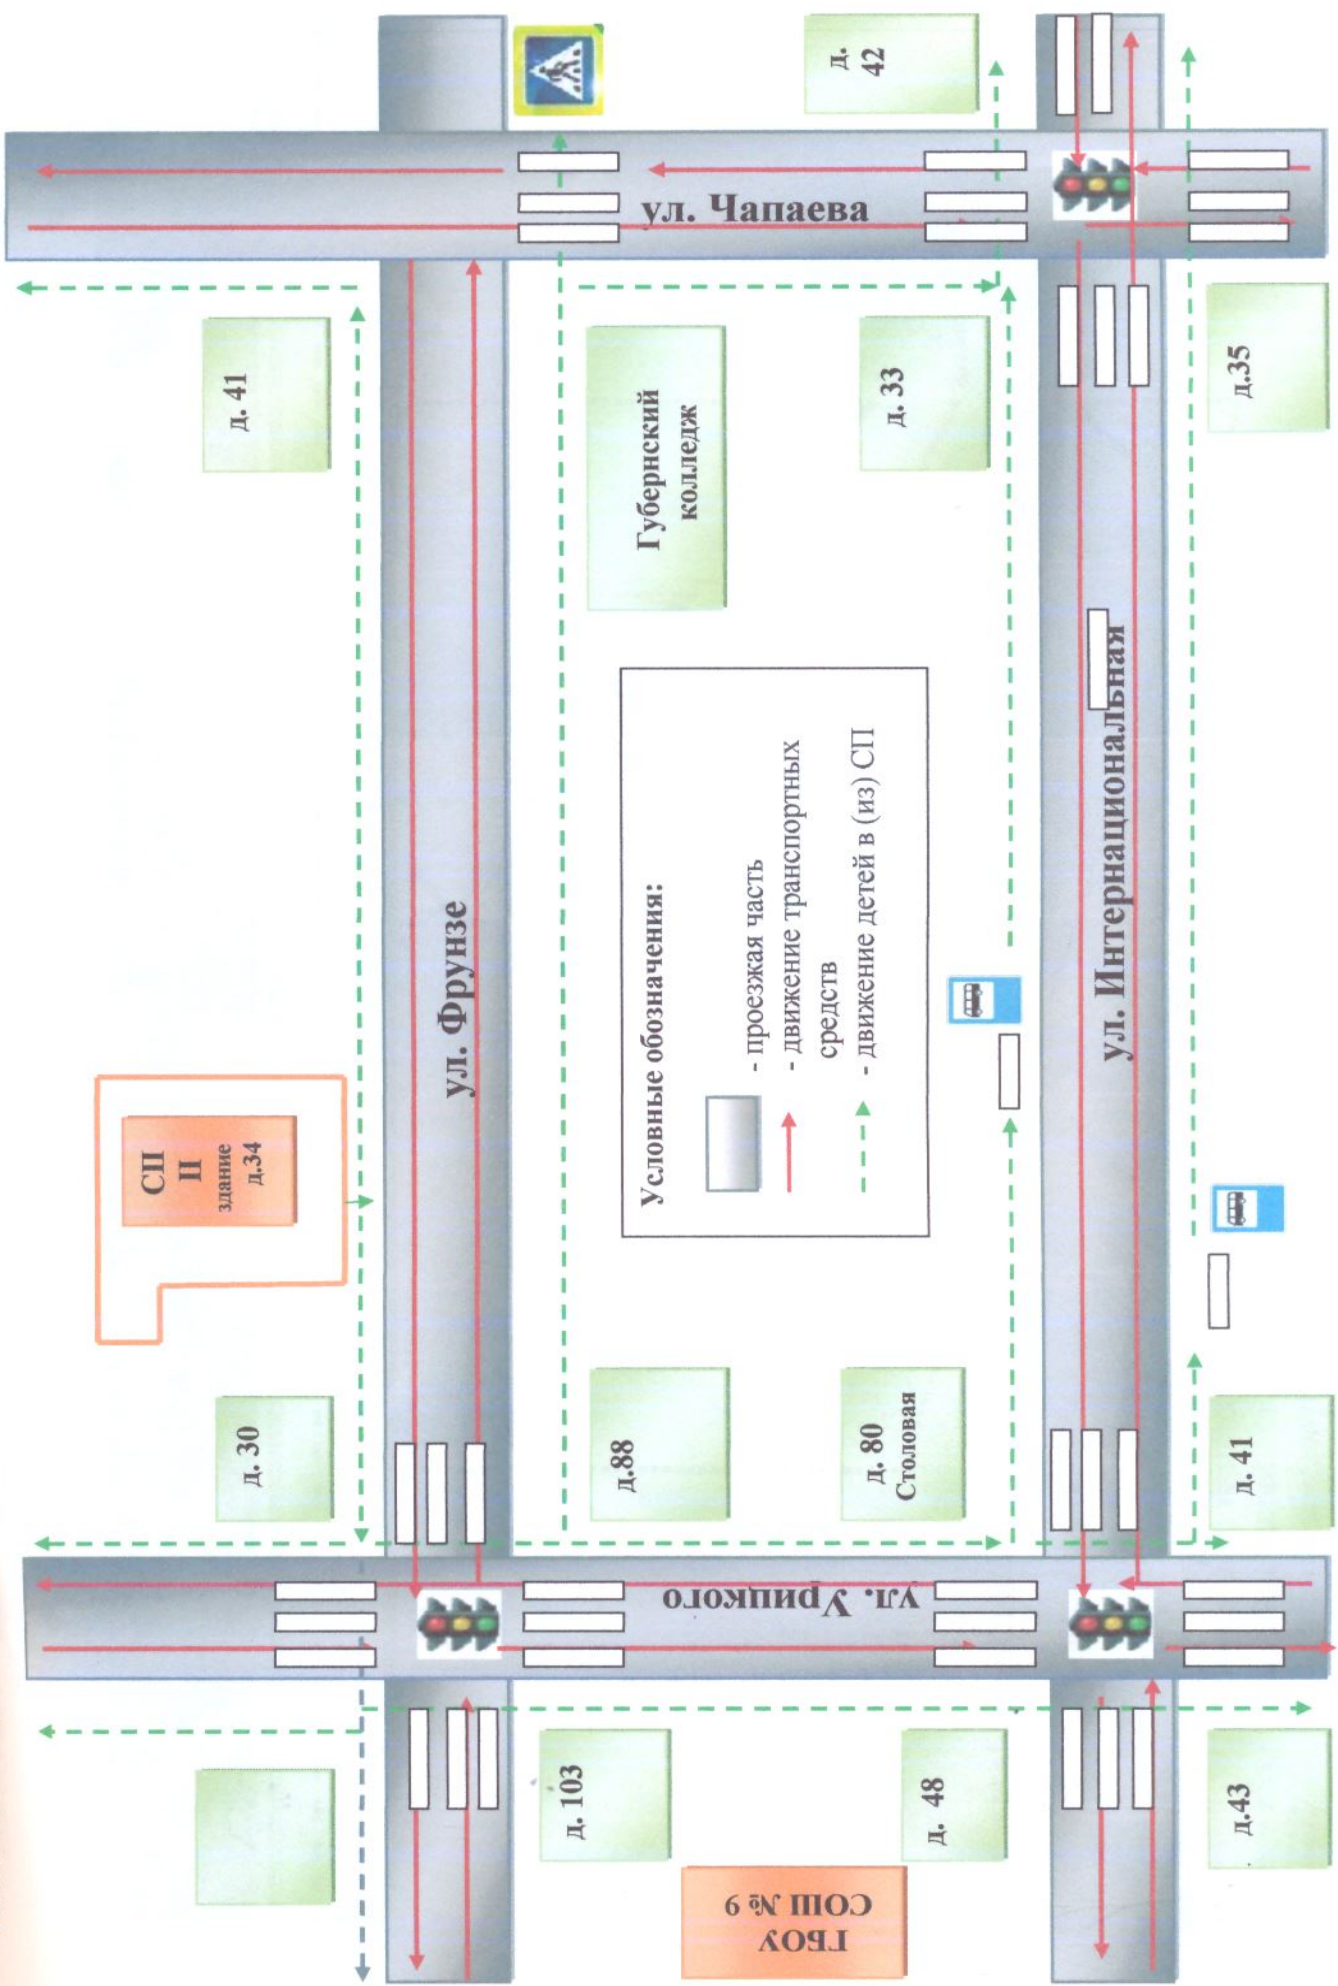 д. 41
д. 42
ул. Чапаева
Губернский
колледж
д. 33
д.35
СП
II
здание
д.34
ул. Фрунзе
Условные обозначения:
- проезжая часть
- движение транспортных
средств
- движение детей в (из) СП
ул. Интернациональная
д. 30
д.88
д. 80
Столовая
д. 41
ул. Урицкого
д. 103
д. 48
д.43
ГБОУ
СОШ № 9